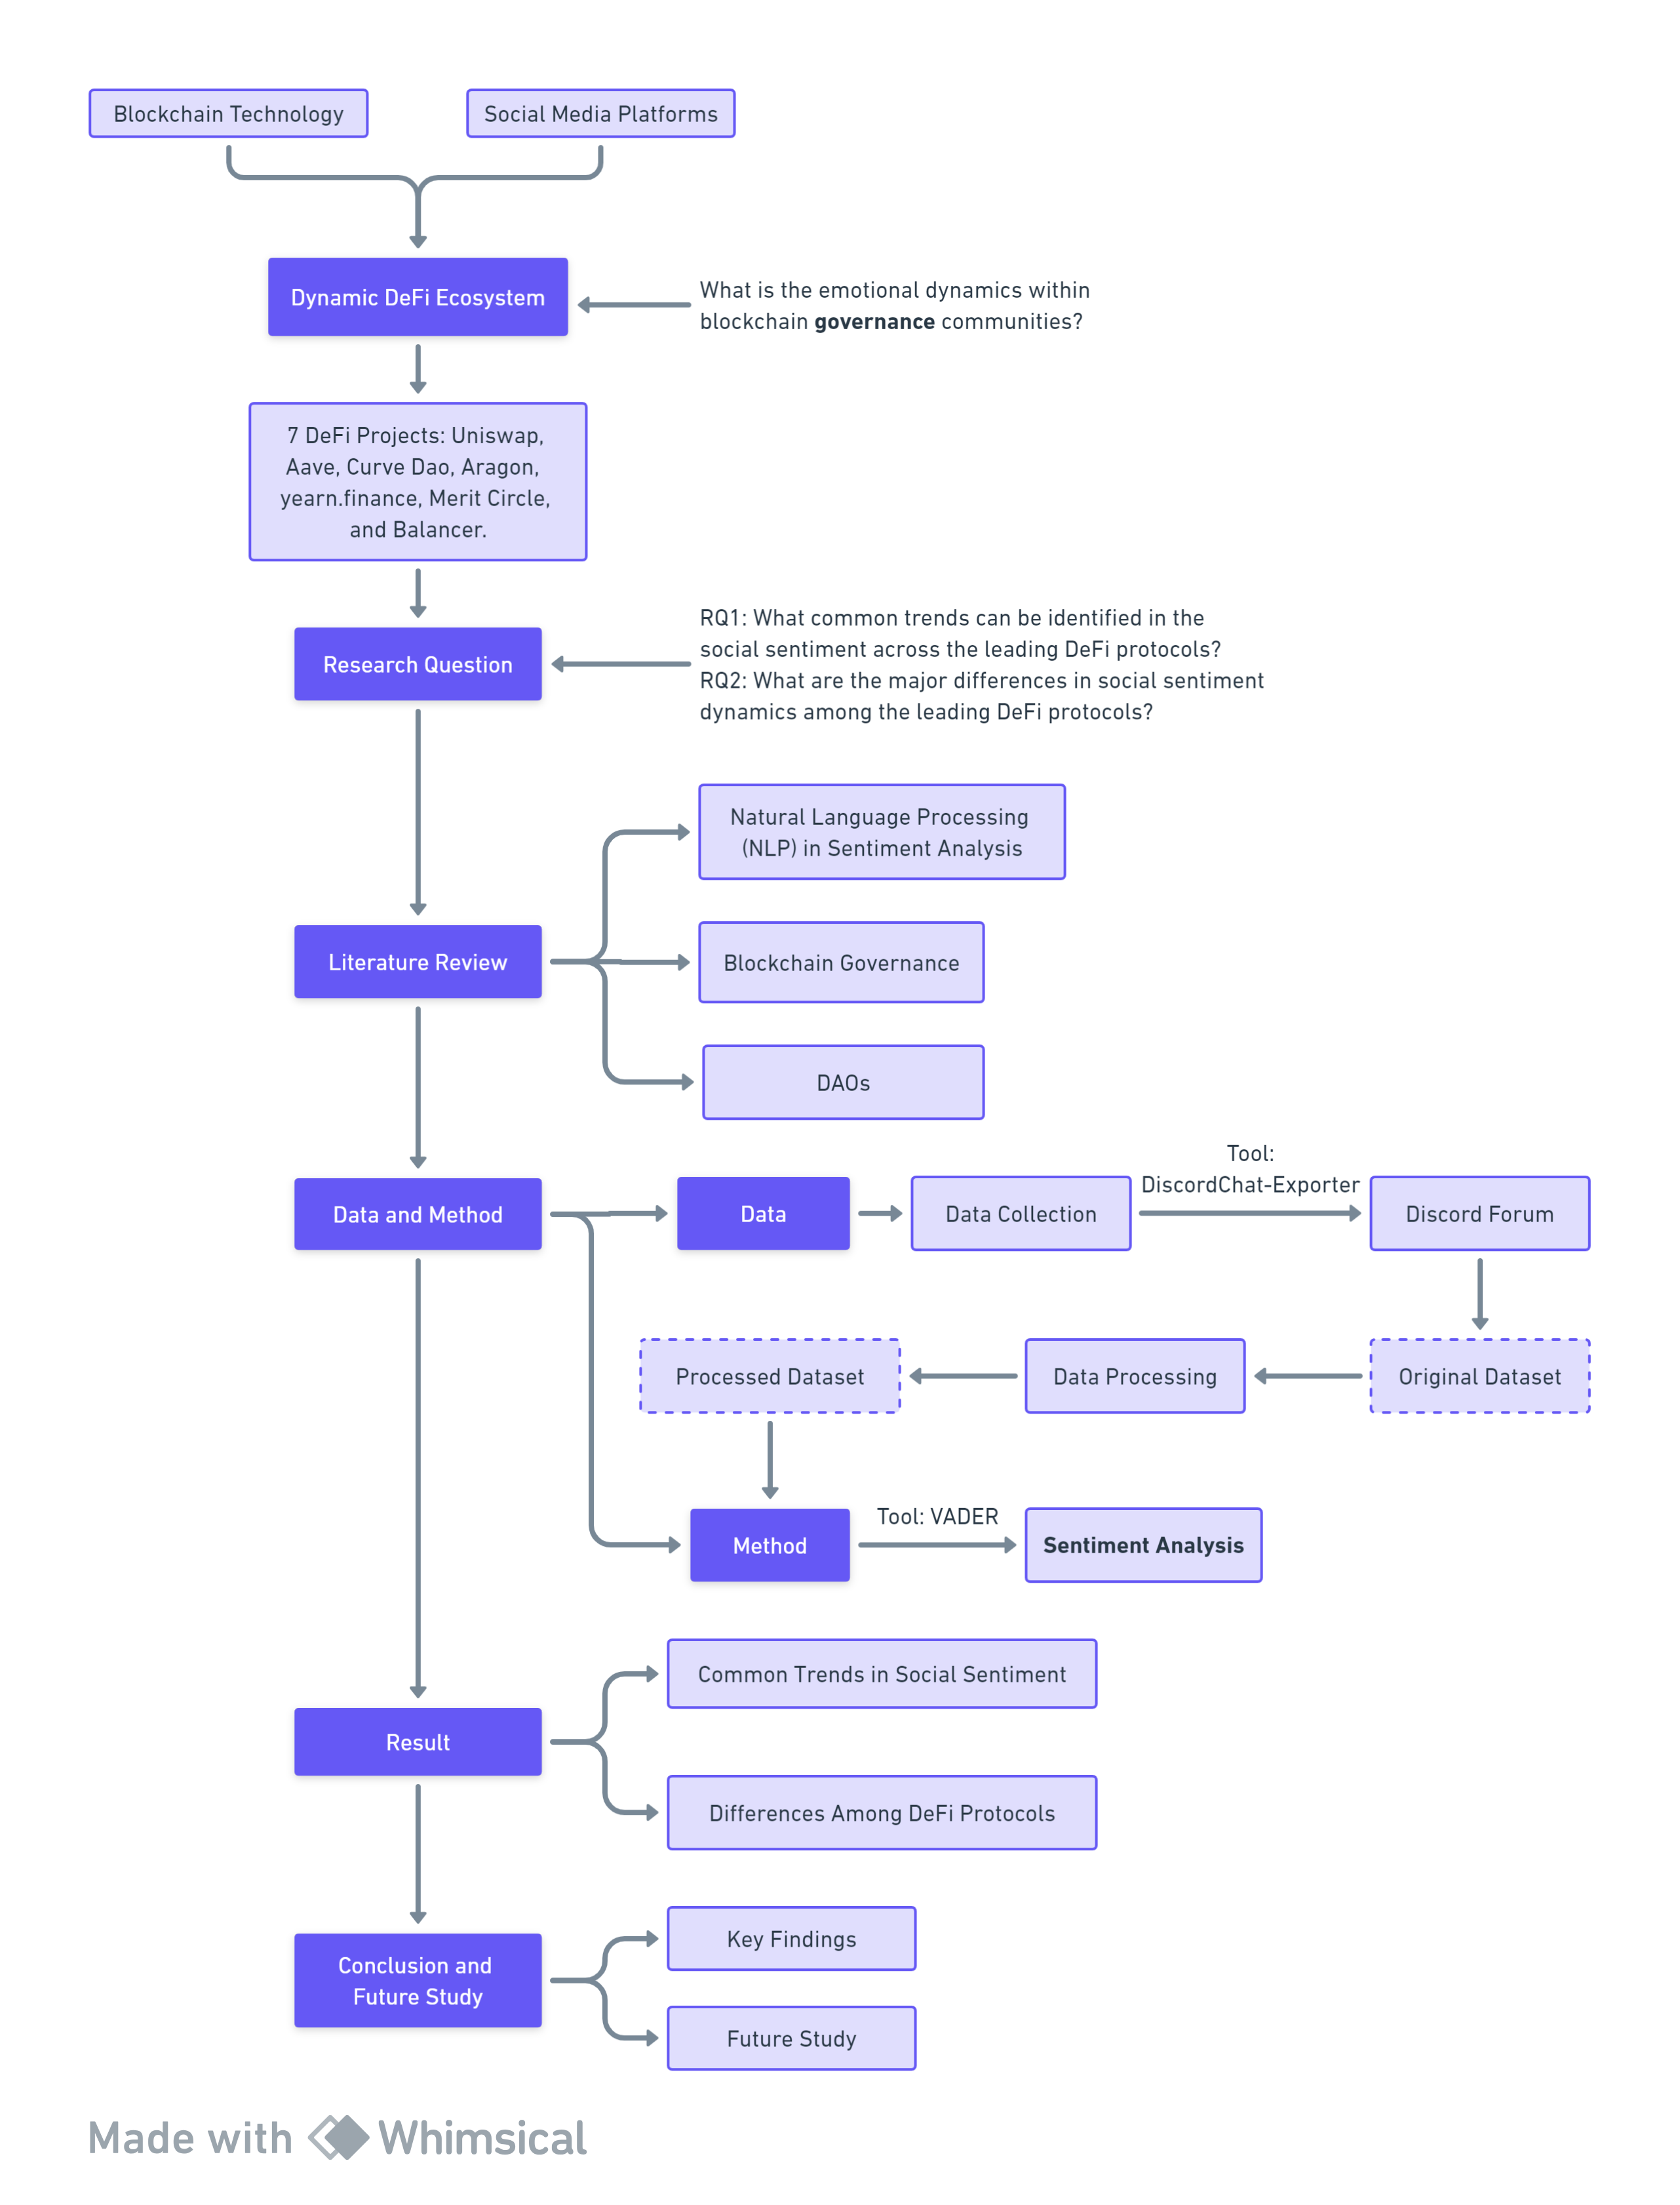 Blockchain Technology
Social Media Platforms
Dynamic DeFi Ecosystem
What is the emotional dynamics within
blockchain governance communities?
7 DeFi Projects: Uniswap,
Aave, Curve Dao, Aragon,
yearn.finance, Merit Circle,
and Balancer.
Research Question
RQ1: What common trends can be identified in the
social sentiment across the leading DeFi protocols?
RQ2: What are the major differences in social sentiment
dynamics among the leading DeFi protocols?
Literature Review
Natural Language Processing
(NLP) in Sentiment Analysis
Blockchain Governance
DAOs
Data and Method
Data
Data Collection
Tool:
DiscordChat-Exporter
Discord Forum
Processed Dataset
Data Processing
Original Dataset
Method
Tool: VADER
Sentiment Analysis
Result
Common Trends in Social Sentiment
Differences Among DeFi Protocols
Conclusion and
Future Study
Key Findings
Future Study
Made with Whimsical